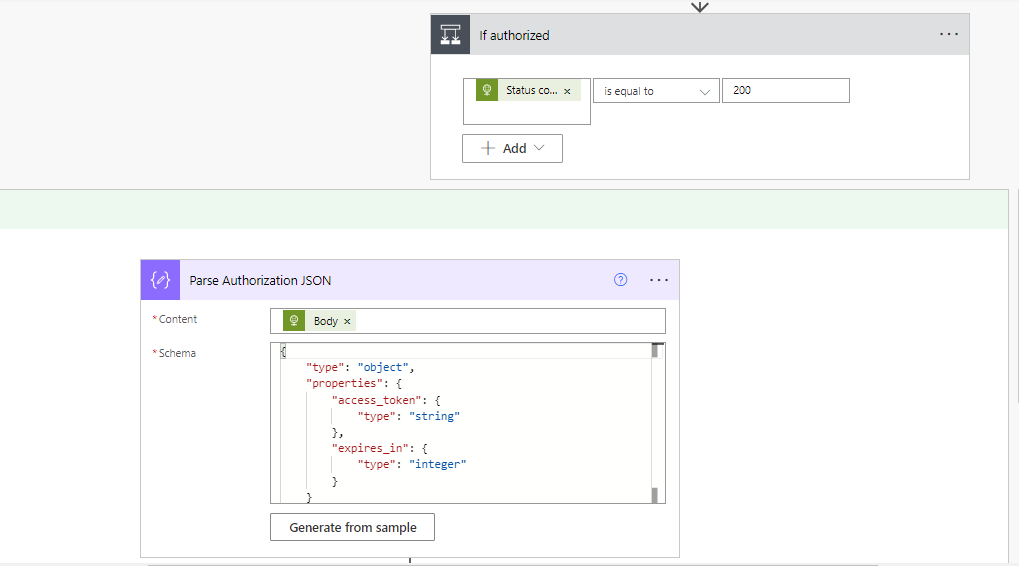 If authorized
Status co... × is equal to 200
+ Add
Parse Authorization JSON
* Content Body ×
* Schema
{
"type": "object",
"properties": {
"access_token": {
"type": "string"
},
"expires_in": {
"type": "integer"
}
}
Generate from sample